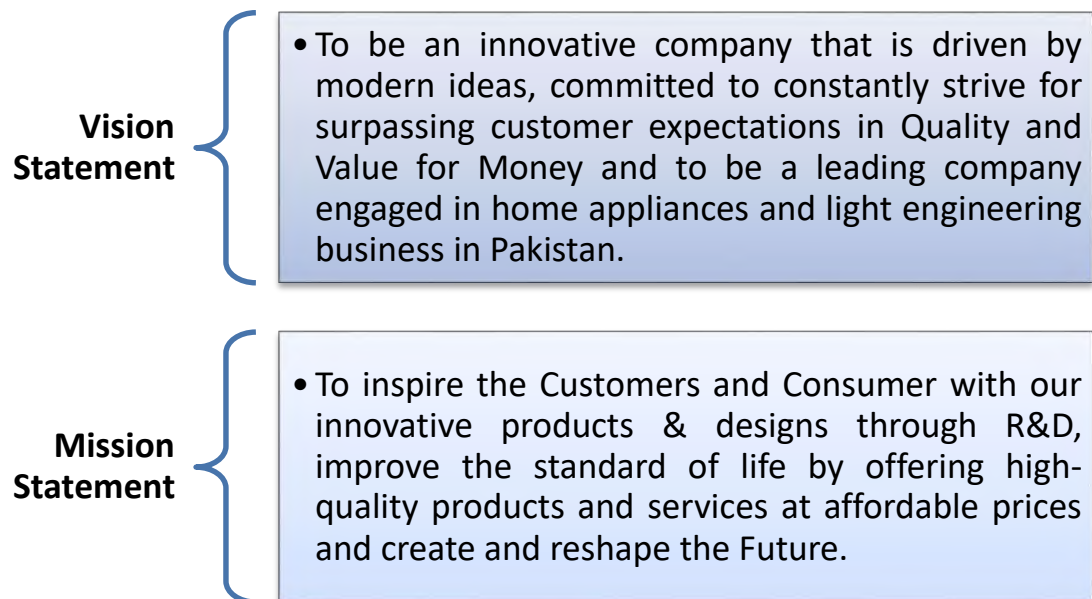 Vision
Statement
• To be an innovative company that is driven by
modern ideas, committed to constantly strive for
surpassing customer expectations in Quality and
Value for Money and to be a leading company
engaged in home appliances and light engineering
business in Pakistan.
Mission
Statement
• To inspire the Customers and Consumer with our
innovative products & designs through R&D,
improve the standard of life by offering high-
quality products and services at affordable prices
and create and reshape the Future.